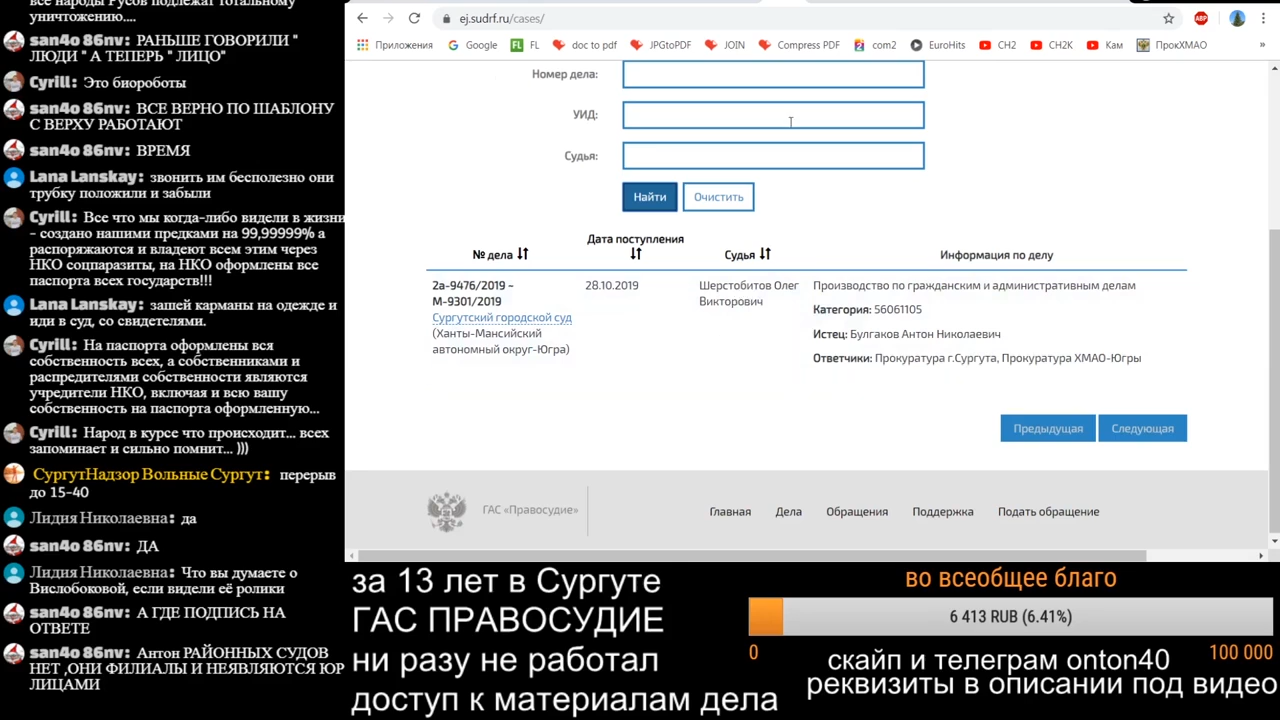 все народы Русов подлежат тотальному
уничтожению....
san4o 86nv: РАНЬШЕ ГОВОРИЛИ "
ЛЮДИ " А ТЕПЕРЬ " ЛИЦО"
Cyrill: Это биороботы
san4o 86nv: ВСЕ ВЕРНО ПО ШАБЛОНУ
С ВЕРХУ РАБОТАЮТ
san4o 86nv: ВРЕМЯ
Lana Lanskay: звонить им бесполезно они
трубку положили и забыли
Cyrill: Все что мы когда-либо видели в жизни
- создано нашими предками на 99,99999% а
распоряжаются и владеют всем этим через
НКО соцпаразиты, на НКО оформлены все
паспорта всех государств!!!
Lana Lanskay: зашей карманы на одежде и
иди в суд, со свидетелями.
Cyrill: На паспорта оформлены вся
собственность всех, а собственниками и
распредителями собственности являются
учредители НКО, включая и всю вашу
собственность на паспорта оформленную...
Cyrill: Народ в курсе что происходит... всех
запоминает и сильно помнит... )))
СургутНадзор Вольные Сургут: перерыв
до 15-40
Лидия Николаевна: да
san4o 86nv: ДА
Лидия Николаевна: Что вы думаете о
Вислобоковой, если видели её ролики
san4o 86nv: А ГДЕ ПОДПИСЬ НА
ОТВЕТЕ
san4o 86nv: Антон РАЙОННЫХ СУДОВ
НЕТ ,ОНИ ФИЛИАЛЫ И НЕЯВЛЯЮТСЯ ЮР
ЛИЦАМИ
ej.sudrf.ru/cases/
ABP
Приложения Google FL FL doc to pdf JPGtoPDF JOIN Compress PDF com2 EuroHits CH2 CH2K Кам ПрокХМАО »
Номер дела:
УИД:
Судья:
Найти Очистить
№ дела Дата поступления Судья Информация по делу
2а-9476/2019 ~
М-9301/2019
Сургутский городской суд
(Ханты-Мансийский
автономный округ-Югра)
28.10.2019
Шерстобитов Олег
Викторович
Производство по гражданским и административным делам
Категория: 56061105
Истец: Булгаков Антон Николаевич
Ответчики: Прокуратура г.Сургута, Прокуратура ХМАО-Югры
Предыдущая Следующая
ГАС «Правосудие» Главная Дела Обращения Поддержка Подать обращение
за 13 лет в Сургуте
ГАС ПРАВОСУДИЕ
ни разу не работал
доступ к материалам дела
во всеобщее благо
6 413 RUB (6.41%)
0 100 000
скайп и телеграм onton40
реквизиты в описании под видео